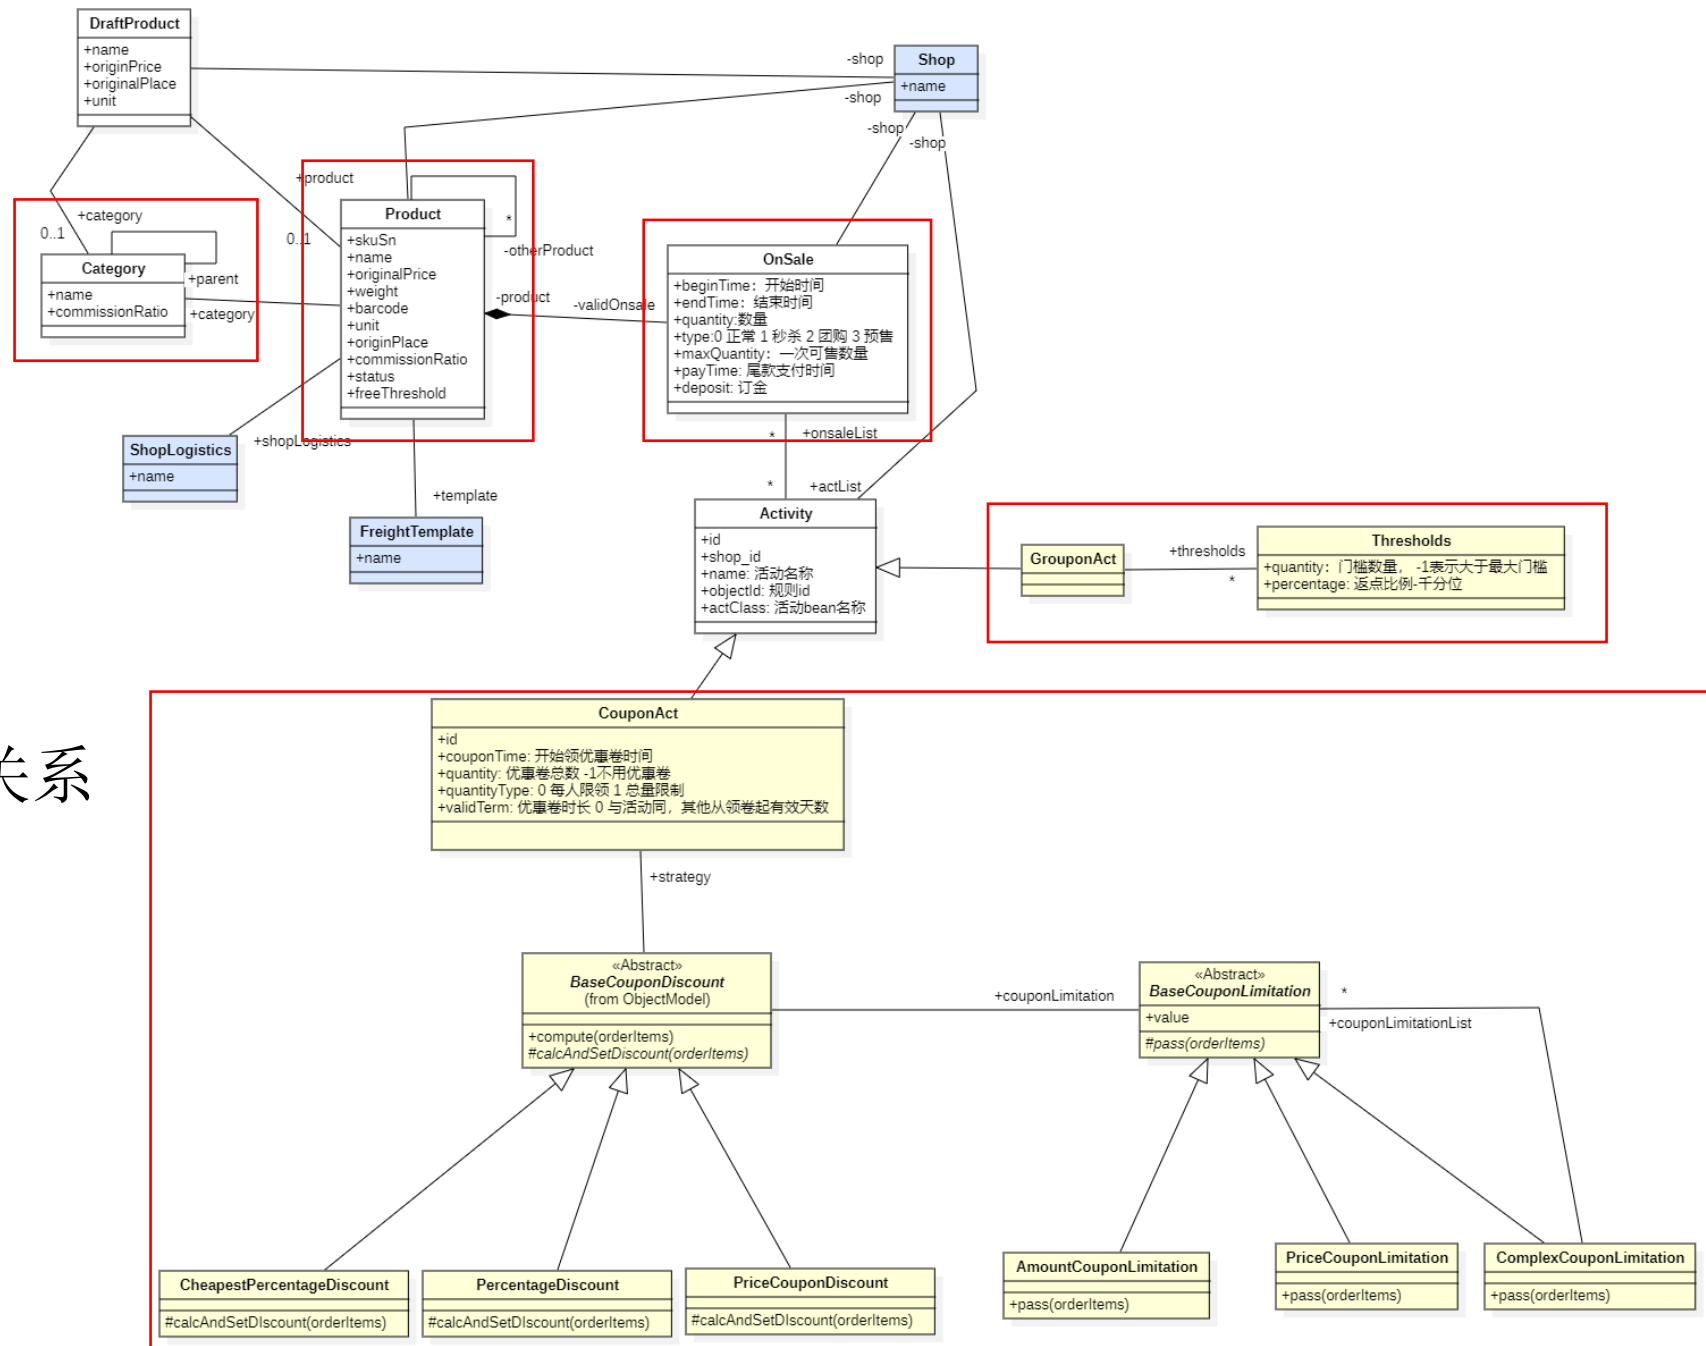 DraftProduct
+name
+originPrice
+originalPlace
+unit
-shop
Shop
+name
-shop
-shop
-shop
+product
+category
0..1
0..1
Category
+name
+commissionRatio
+parent
+category
Product
+skuSn
+name
+originalPrice
+weight
+barcode
+unit
+originPlace
+commissionRatio
+status
+freeThreshold
*
-otherProduct
-product
-validOnsale
OnSale
+beginTime：开始时间
+endTime：结束时间
+quantity:数量
+type:0 正常 1 秒杀 2 团购 3 预售
+maxQuantity：一次可售数量
+payTime: 尾款支付时间
+deposit: 订金
* +onsaleList
* +actList
ShopLogistics
+name
+shopLogistics
+template
FreightTemplate
+name
Activity
+id
+shop_id
+name: 活动名称
+objectId: 规则id
+actClass: 活动bean名称
GrouponAct
+thresholds
*
Thresholds
+quantity：门槛数量， -1表示大于最大门槛
+percentage: 返点比例-千分位
关系
CouponAct
+id
+couponTime: 开始领优惠卷时间
+quantity: 优惠卷总数 -1不用优惠卷
+quantityType: 0 每人限领 1 总量限制
+validTerm: 优惠卷时长 0 与活动同，其他从领卷起有效天数
+strategy
«Abstract»
BaseCouponDiscount
(from ObjectModel)
+compute(orderItems)
#calcAndSetDiscount(orderItems)
+couponLimitation
«Abstract»
BaseCouponLimitation
+value
#pass(orderItems)
*
+couponLimitationList
CheapestPercentageDiscount
#calcAndSetDIscount(orderItems)
PercentageDiscount
#calcAndSetDIscount(orderItems)
PriceCouponDiscount
#calcAndSetDIscount(orderItems)
AmountCouponLimitation
+pass(orderItems)
PriceCouponLimitation
+pass(orderItems)
ComplexCouponLimitation
+pass(orderItems)